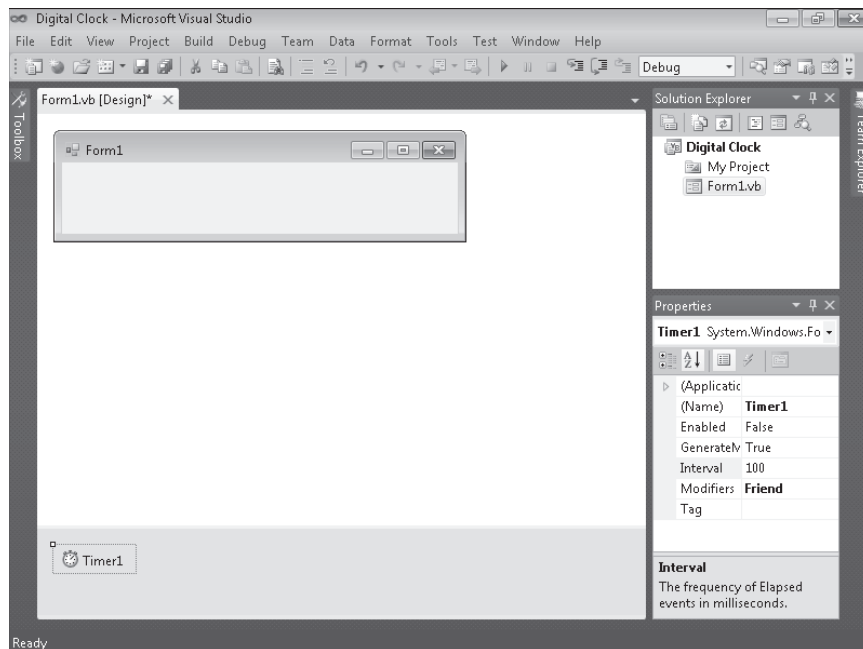 Digital Clock - Microsoft Visual Studio
File Edit View Project Build Debug Team Data Format Tools Test Window Help
Debug
Toolbox
Form1.vb [Design]*
Form1
Timer1
Solution Explorer
Digital Clock
My Project
Form1.vb
Team Explorer
Properties
Timer1 System.Windows.Fo
(Applicatic
(Name) Timer1
Enabled False
GenerateM True
Interval 100
Modifiers Friend
Tag
Interval
The frequency of Elapsed
events in milliseconds.
Ready